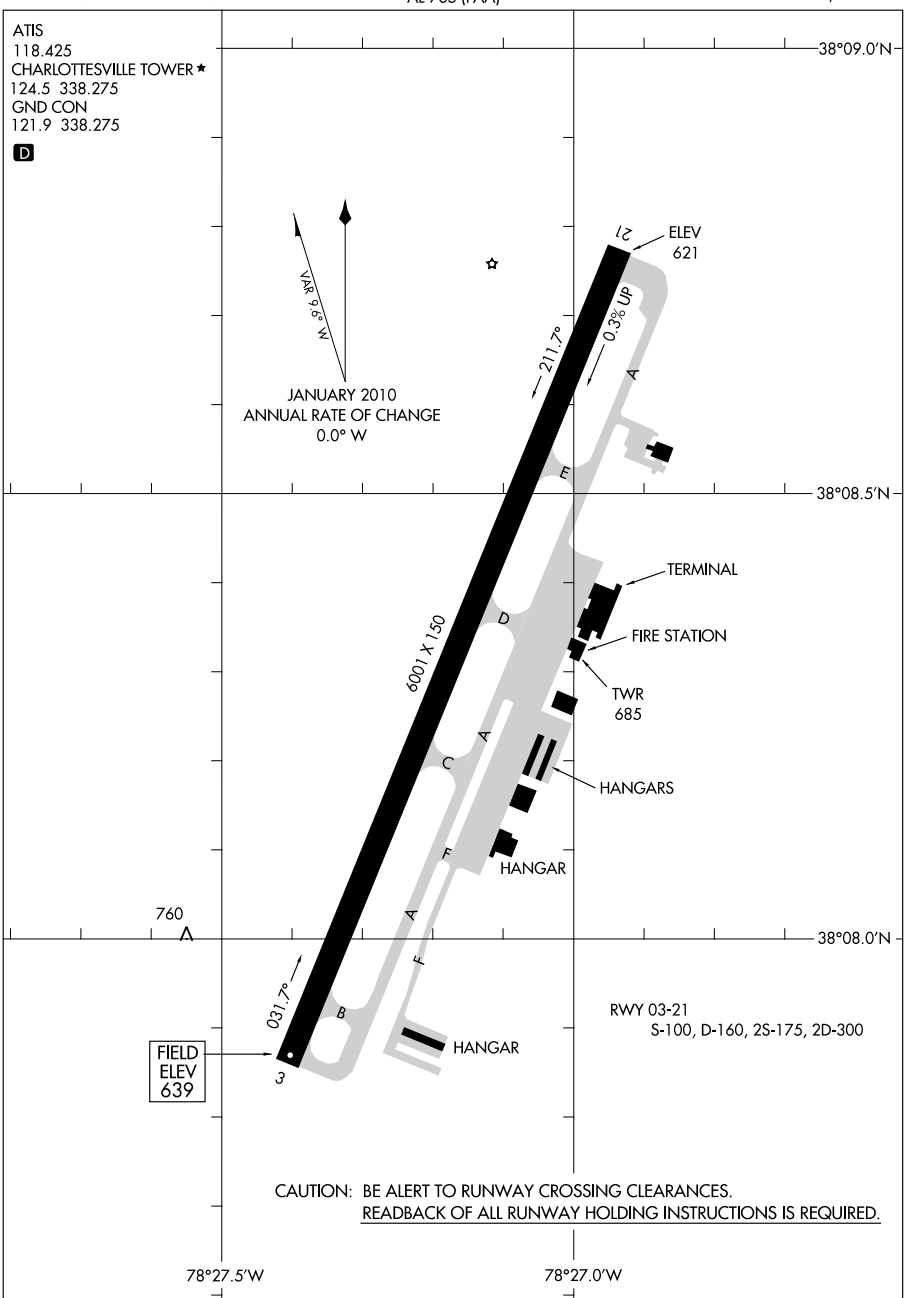 AL-785 (FAA)
ATIS
118.425
CHARLOTTESVILLE TOWER ★
124.5 338.275
GND CON
121.9 338.275
D
38°09.0'N
VAR 9.6° W
JANUARY 2010
ANNUAL RATE OF CHANGE
0.0° W
21
ELEV
621
0.3% UP
211.7°
A
E
38°08.5'N
TERMINAL
D
FIRE STATION
6001 X 150
TWR
685
A
C
HANGARS
F
HANGAR
760
A
38°08.0'N
F
031.7°
B
RWY 03-21
S-100, D-160, 2S-175, 2D-300
HANGAR
FIELD
ELEV
639
3
CAUTION: BE ALERT TO RUNWAY CROSSING CLEARANCES.
READBACK OF ALL RUNWAY HOLDING INSTRUCTIONS IS REQUIRED.
78°27.5'W
78°27.0'W